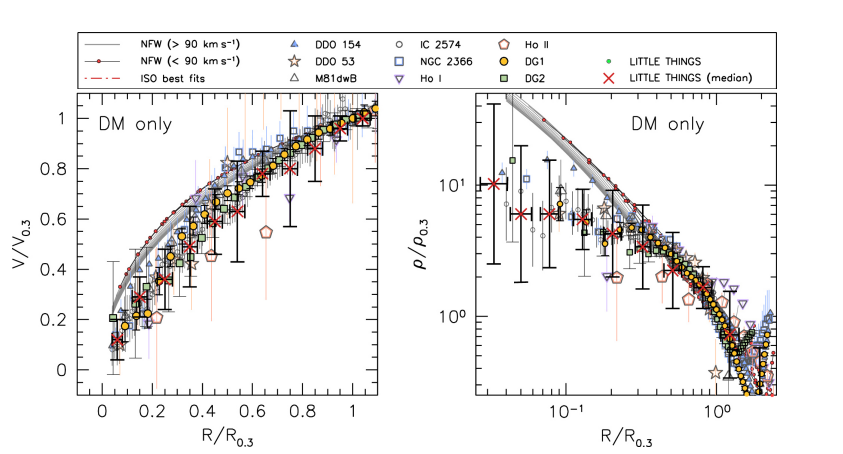 NFW (> 90 km s⁻¹) DDO 154 IC 2574 Ho II
NFW (< 90 km s⁻¹) DDO 53 NGC 2366 DG1 LITTLE THINGS
ISO best fits M81dwB Ho I DG2 LITTLE THINGS (median)
DM only
1
0.8
0.6
0.4
0.2
0
V/V0.3
0 0.2 0.4 0.6 0.8 1
R/R0.3
DM only
10¹
10⁰
ρ/ρ0.3
10⁻¹ 10⁰
R/R0.3